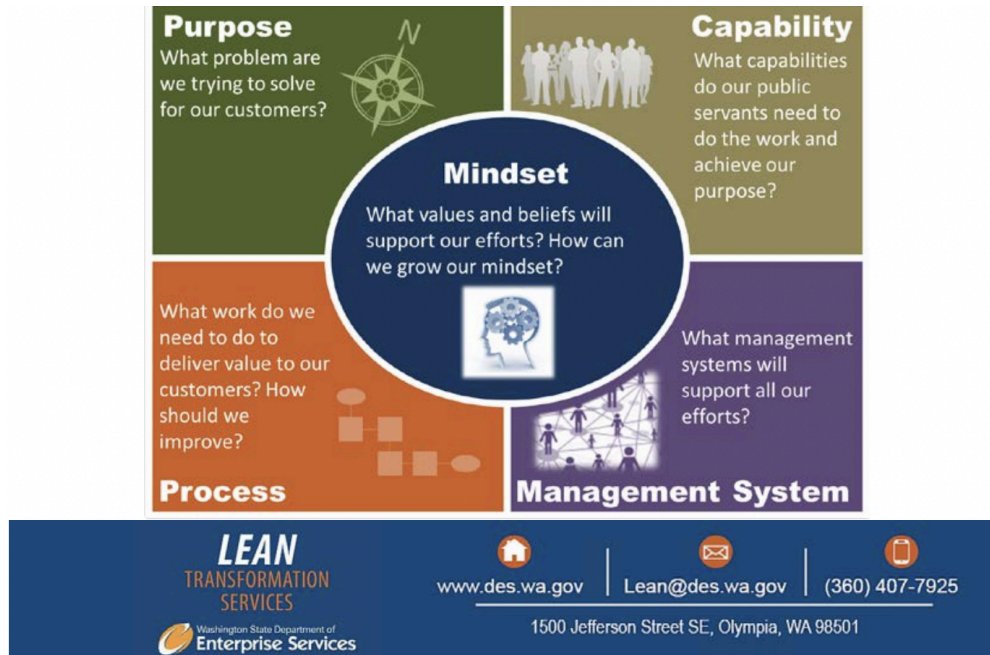 Purpose
What problem are
we trying to solve
for our customers?
N
Capability
What capabilities
do our public
servants need to
do the work and
achieve our
purpose?
Mindset
What values and beliefs will
support our efforts? How can
we grow our mindset?
What work do we
need to do to
deliver value to our
customers? How
should we
improve?
Process
What management
systems will
support all our
efforts?
Management System
LEAN
TRANSFORMATION
SERVICES
Washington State Department of
Enterprise Services
www.des.wa.gov
Lean@des.wa.gov
(360) 407-7925
1500 Jefferson Street SE, Olympia, WA 98501